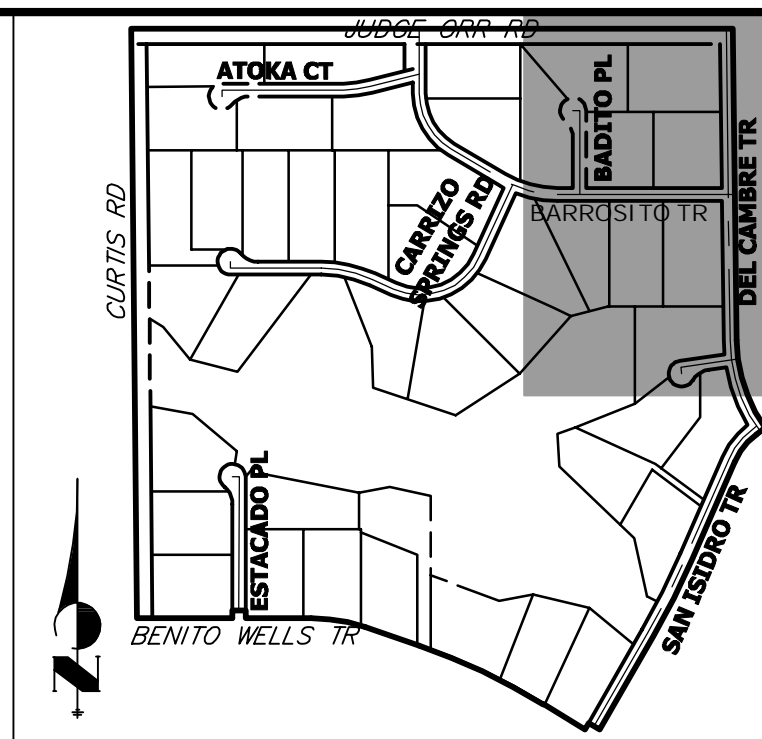 JUDGE ORR RD
ATOKA CT
BADITO PL
CURTIS RD
CARRIZO
SPRINGS RD
BARROSITO TR
DEL CAMBRE TR
ESTACADO PL
SAN ISIDRO TR
BENITO WELLS TR
N